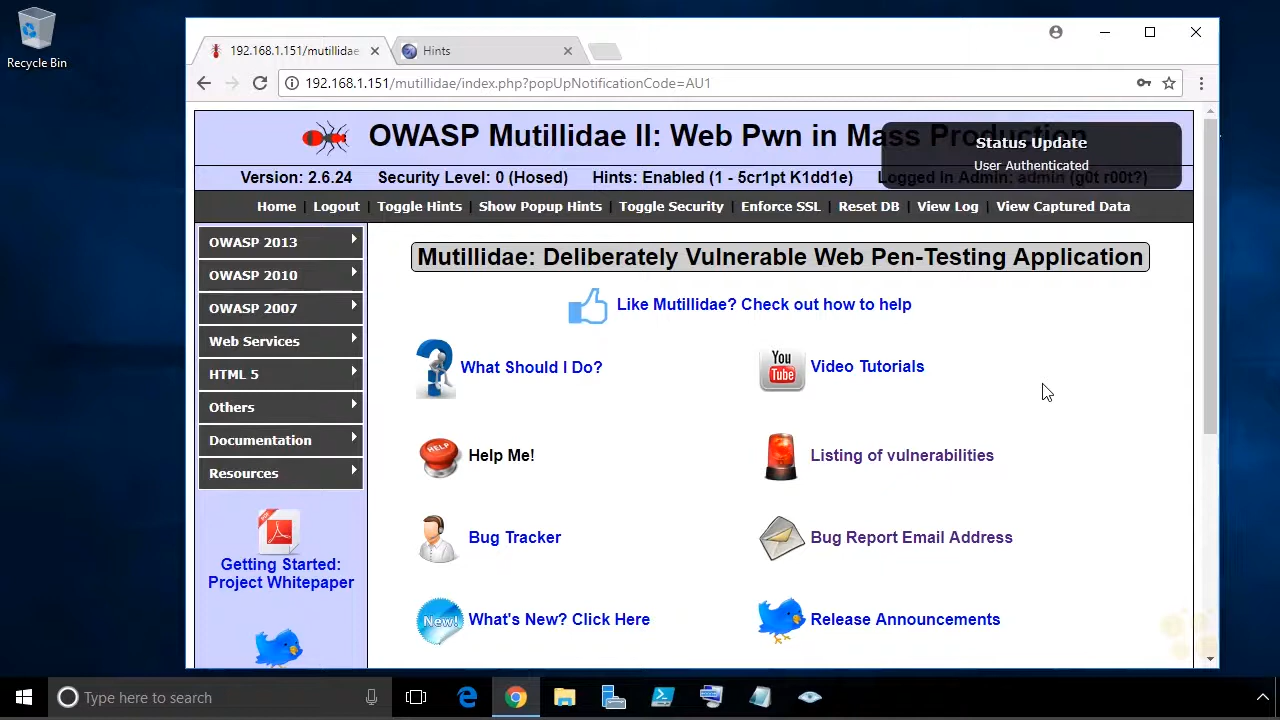 Recycle Bin
192.168.1.151/mutillidae
Hints
192.168.1.151/mutillidae/index.php?popUpNotificationCode=AU1
OWASP Mutillidae II: Web Pwn in Mass Production
Status Update
User Authenticated
Version: 2.6.24 Security Level: 0 (Hosed) Hints: Enabled (1 - 5cr1pt K1dd1e) Logged In Admin: admin (g0t r00t?)
Home | Logout | Toggle Hints | Show Popup Hints | Toggle Security | Enforce SSL | Reset DB | View Log | View Captured Data
OWASP 2013
OWASP 2010
OWASP 2007
Web Services
HTML 5
Others
Documentation
Resources
PDF
Getting Started:
Project Whitepaper
Mutillidae: Deliberately Vulnerable Web Pen-Testing Application
Like Mutillidae? Check out how to help
What Should I Do?
You
Tube
Video Tutorials
HELP
Help Me!
Listing of vulnerabilities
Bug Tracker
Bug Report Email Address
New!
What's New? Click Here
Release Announcements
Type here to search